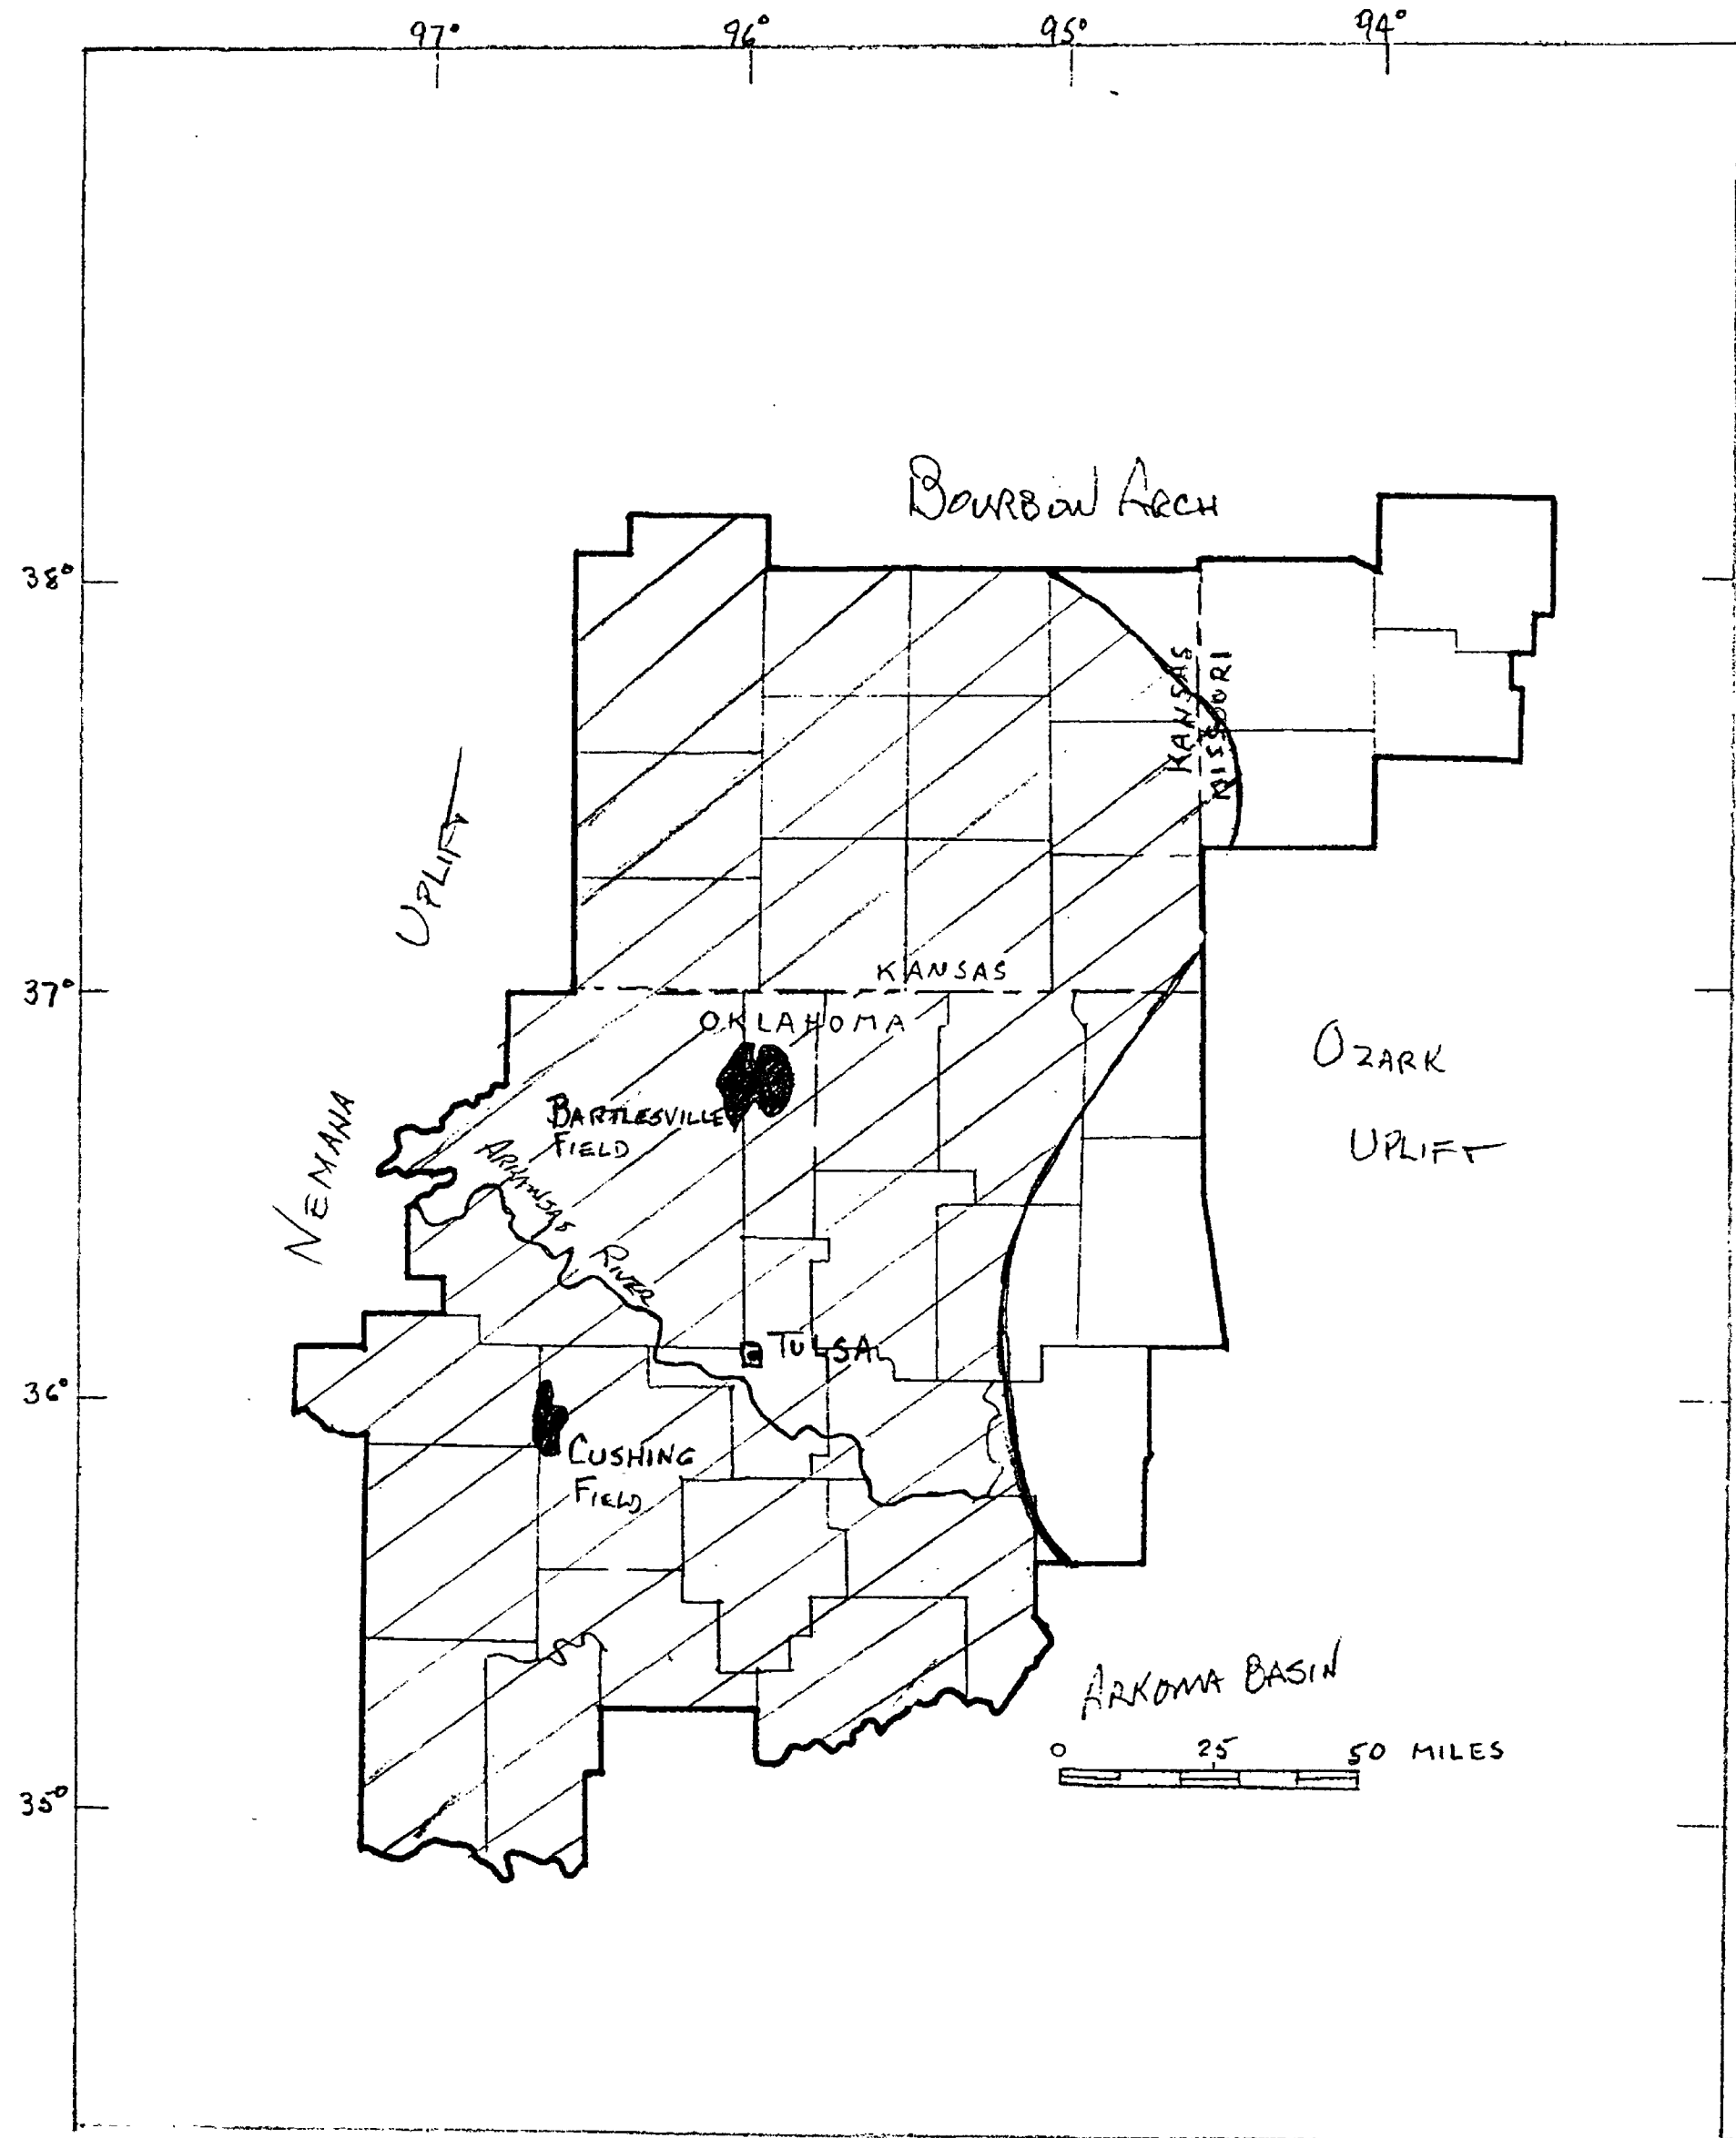 97° 96° 95° 94°
BOURBON ARCH
38°
KANSAS
MISSOURI
UPLIFT
NEMAHA
37°
KANSAS
OKLAHOMA
OZARK
UPLIFT
BARTLESVILLE
FIELD
ARKANSAS
RIVER
TULSA
36°
CUSHING
FIELD
ARKOMA BASIN
0 25 50 MILES
35°